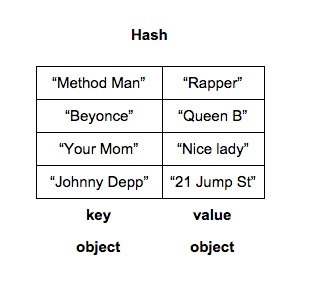 Hash
“Method Man” “Rapper”
“Beyonce” “Queen B”
“Your Mom” “Nice lady”
“Johnny Depp” “21 Jump St”
key value
object object